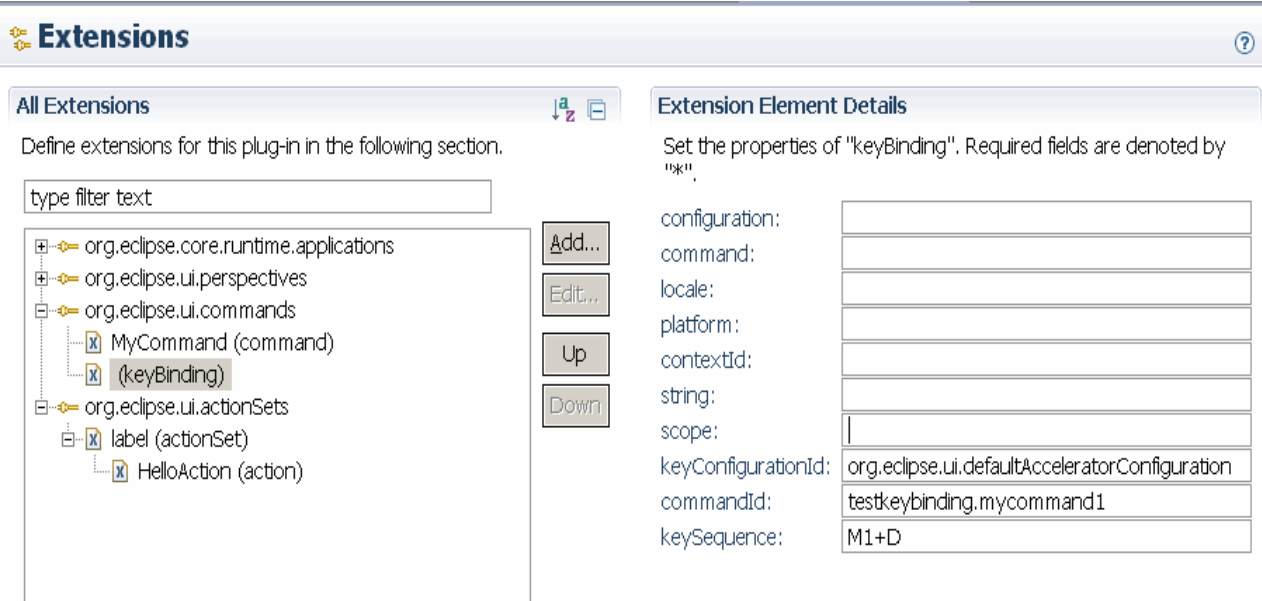 Extensions
All Extensions
Define extensions for this plug-in in the following section.
type filter text
org.eclipse.core.runtime.applications
org.eclipse.ui.perspectives
org.eclipse.ui.commands
MyCommand (command)
(keyBinding)
org.eclipse.ui.actionSets
label (actionSet)
HelloAction (action)
Add...
Edit...
Up
Down
Extension Element Details
Set the properties of "keyBinding". Required fields are denoted by
"*".
configuration:
command:
locale:
platform:
contextId:
string:
scope:
keyConfigurationId: org.eclipse.ui.defaultAcceleratorConfiguration
commandId: testkeybinding.mycommand1
keySequence: M1+D